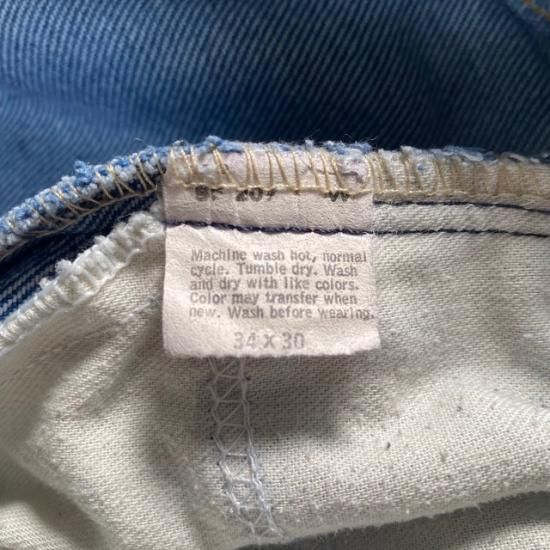 Machine wash hot, normal
cycle. Tumble dry. Wash
and dry with like colors.
Color may transfer when
new. Wash before wearing.
34 X 30